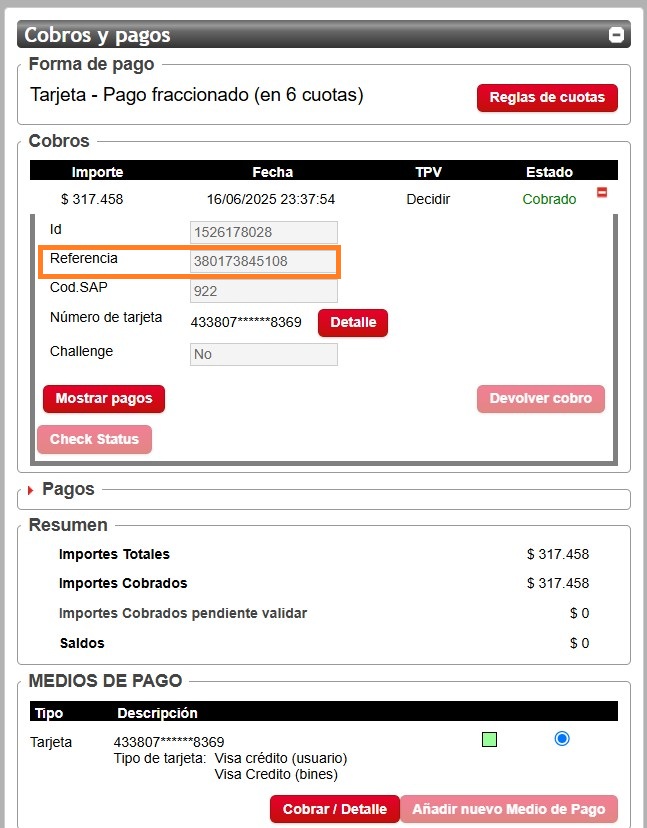 Cobros y pagos
Forma de pago
Tarjeta - Pago fraccionado (en 6 cuotas)
Reglas de cuotas
Cobros
Importe Fecha TPV Estado
$ 317.458 16/06/2025 23:37:54 Decidir Cobrado
Id 1526178028
Referencia 380173845108
Cod.SAP 922
Número de tarjeta 433807******8369 Detalle
Challenge No
Mostrar pagos Devolver cobro
Check Status
Pagos
Resumen
Importes Totales $ 317.458
Importes Cobrados $ 317.458
Importes Cobrados pendiente validar $ 0
Saldos $ 0
MEDIOS DE PAGO
Tipo Descripción
Tarjeta 433807******8369
Tipo de tarjeta: Visa crédito (usuario)
Visa Credito (bines)
Cobrar / Detalle Añadir nuevo Medio de Pago